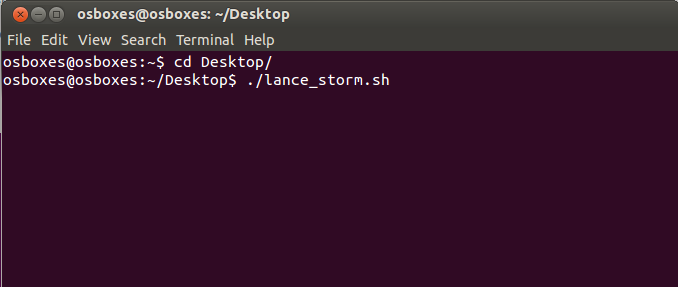 osboxes@osboxes: ~/Desktop
File Edit View Search Terminal Help
osboxes@osboxes:~$ cd Desktop/
osboxes@osboxes:~/Desktop$ ./lance_storm.sh